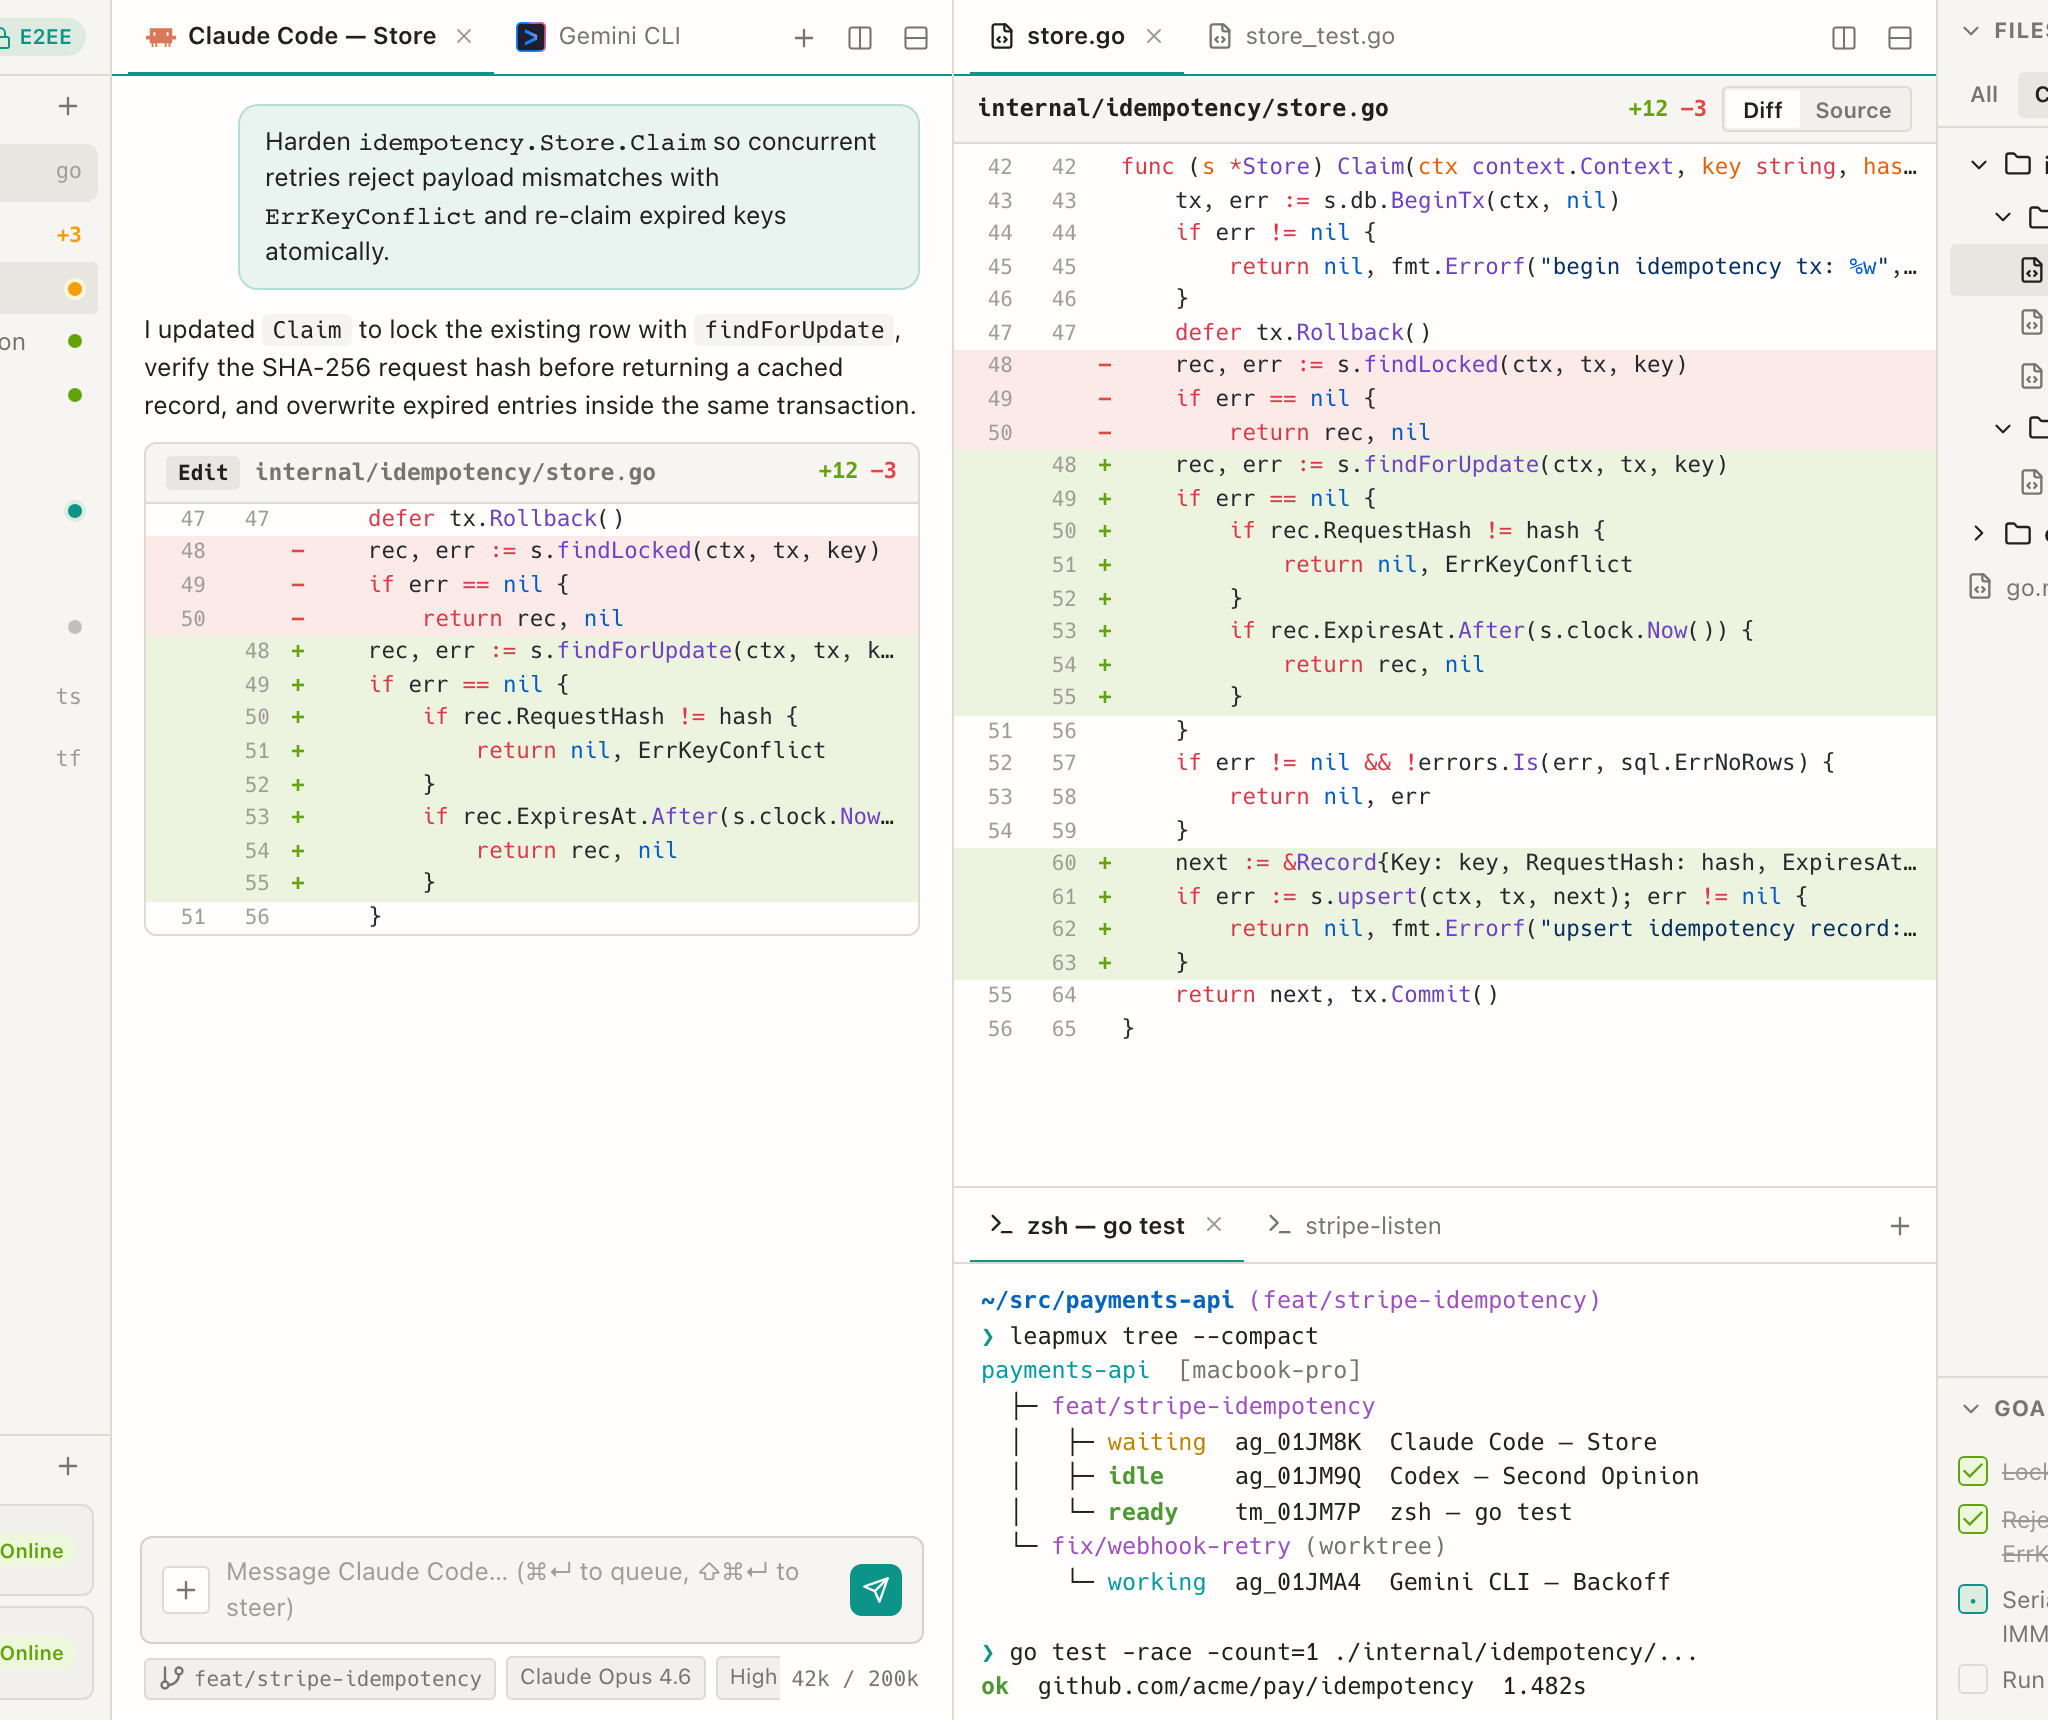 E2EE
go
+3
on
ts
tf
Online
Online
Claude Code — Store
Gemini CLI
Harden idempotency.Store.Claim so concurrent
retries reject payload mismatches with
ErrKeyConflict and re-claim expired keys
atomically.
I updated Claim to lock the existing row with findForUpdate,
verify the SHA-256 request hash before returning a cached
record, and overwrite expired entries inside the same transaction.
Edit internal/idempotency/store.go +12 −3
47 47 defer tx.Rollback()
48 − rec, err := s.findLocked(ctx, tx, key)
49 − if err == nil {
50 − return rec, nil
48 + rec, err := s.findForUpdate(ctx, tx, k…
49 + if err == nil {
50 + if rec.RequestHash != hash {
51 + return nil, ErrKeyConflict
52 + }
53 + if rec.ExpiresAt.After(s.clock.Now…
54 + return rec, nil
55 + }
51 56 }
Message Claude Code... (⌘↵ to queue, ⇧⌘↵ to
steer)
feat/stripe-idempotency Claude Opus 4.6 High 42k / 200k
store.go
store_test.go
internal/idempotency/store.go +12 −3 Diff Source
42 42 func (s *Store) Claim(ctx context.Context, key string, has…
43 43 tx, err := s.db.BeginTx(ctx, nil)
44 44 if err != nil {
45 45 return nil, fmt.Errorf("begin idempotency tx: %w",…
46 46 }
47 47 defer tx.Rollback()
48 − rec, err := s.findLocked(ctx, tx, key)
49 − if err == nil {
50 − return rec, nil
48 + rec, err := s.findForUpdate(ctx, tx, key)
49 + if err == nil {
50 + if rec.RequestHash != hash {
51 + return nil, ErrKeyConflict
52 + }
53 + if rec.ExpiresAt.After(s.clock.Now()) {
54 + return rec, nil
55 + }
51 56 }
52 57 if err != nil && !errors.Is(err, sql.ErrNoRows) {
53 58 return nil, err
54 59 }
60 + next := &Record{Key: key, RequestHash: hash, ExpiresAt…
61 + if err := s.upsert(ctx, tx, next); err != nil {
62 + return nil, fmt.Errorf("upsert idempotency record:…
63 + }
55 64 return next, tx.Commit()
56 65 }
zsh — go test
stripe-listen
~/src/payments-api (feat/stripe-idempotency)
❯ leapmux tree --compact
payments-api [macbook-pro]
├─ feat/stripe-idempotency
│ ├─ waiting ag_01JM8K Claude Code — Store
│ ├─ idle ag_01JM9Q Codex — Second Opinion
│ └─ ready tm_01JM7P zsh — go test
└─ fix/webhook-retry (worktree)
└─ working ag_01JMA4 Gemini CLI — Backoff
❯ go test -race -count=1 ./internal/idempotency/...
ok github.com/acme/pay/idempotency 1.482s
FILES
All
go.
GOA
Lock
Reje
ErrK
Seri
IMM
Run